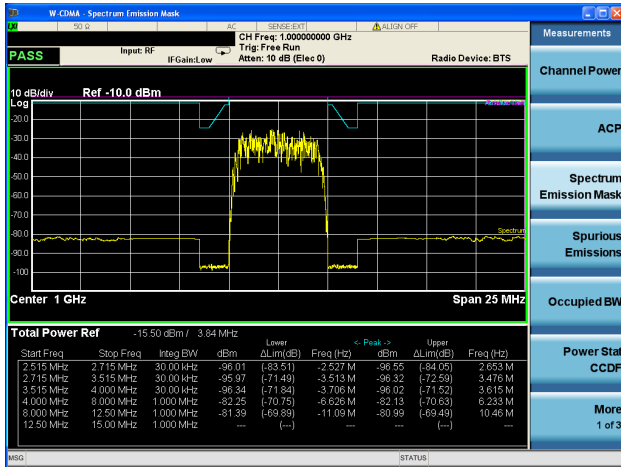 W-CDMA - Spectrum Emission Mask
50 Ω AC SENSE:EXT ALIGN OFF
CH Freq: 1.000000000 GHz
Trig: Free Run
PASS Input: RF IFGain:Low Atten: 10 dB (Elec 0) Radio Device: BTS
10 dB/div Ref -10.0 dBm
Log
-20.0
-30.0
-40.0
-50.0
-60.0
-70.0
-80.0
-90.0
-100
Spectrum
Center 1 GHz Span 25 MHz
Total Power Ref -15.50 dBm / 3.84 MHz
Lower <- Peak -> Upper
Start Freq Stop Freq Integ BW dBm ΔLim(dB) Freq (Hz) dBm ΔLim(dB) Freq (Hz)
2.515 MHz 2.715 MHz 30.00 kHz -96.01 (-83.51) -2.527 M -96.55 (-84.05) 2.653 M
2.715 MHz 3.515 MHz 30.00 kHz -95.97 (-71.49) -3.513 M -96.32 (-72.59) 3.476 M
3.515 MHz 4.000 MHz 30.00 kHz -96.34 (-71.84) -3.706 M -96.02 (-71.52) 3.615 M
4.000 MHz 8.000 MHz 1.000 MHz -82.25 (-70.75) -6.626 M -82.13 (-70.63) 6.233 M
8.000 MHz 12.50 MHz 1.000 MHz -81.39 (-69.89) -11.09 M -80.99 (-69.49) 10.46 M
12.50 MHz 15.00 MHz 1.000 MHz --- (---) --- (---)
MSG STATUS
Measurements
Channel Power
ACP
Spectrum
Emission Mask
Spurious
Emissions
Occupied BW
Power Stat
CCDF
More
1 of 3